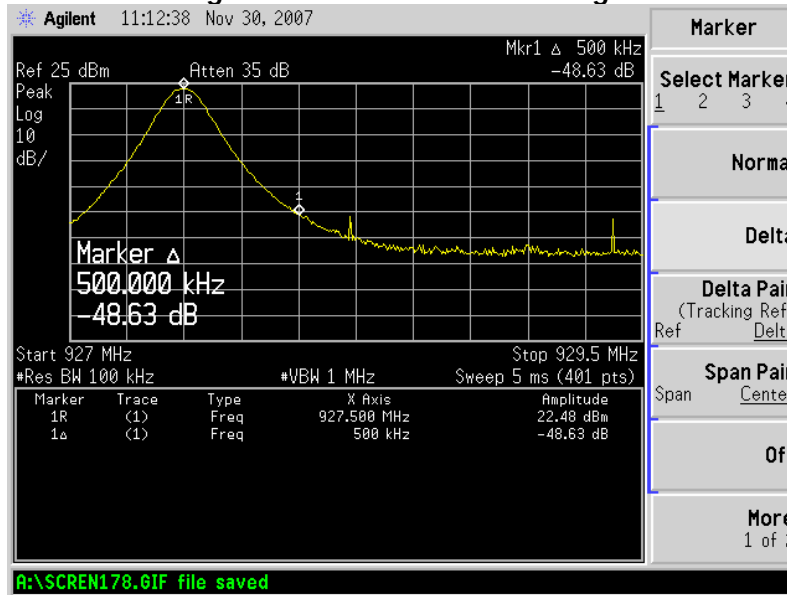 Agilent 11:12:38 Nov 30, 2007
Mkr1 Δ 500 kHz
Ref 25 dBm Atten 35 dB -48.63 dB
Peak
Log
10
dB/
1R
1
Marker Δ
500.000 kHz
-48.63 dB
Start 927 MHz Stop 929.5 MHz
#Res BW 100 kHz #VBW 1 MHz Sweep 5 ms (401 pts)
Marker Trace Type X Axis Amplitude
1R (1) Freq 927.500 MHz 22.48 dBm
1Δ (1) Freq 500 kHz -48.63 dB
A:\SCREN178.GIF file saved
Marker
Select Marker
1 2 3
Norma
Delta
Delta Pair
(Tracking Ref
Ref Delt
Span Pair
Span Cente
Of
More
1 of